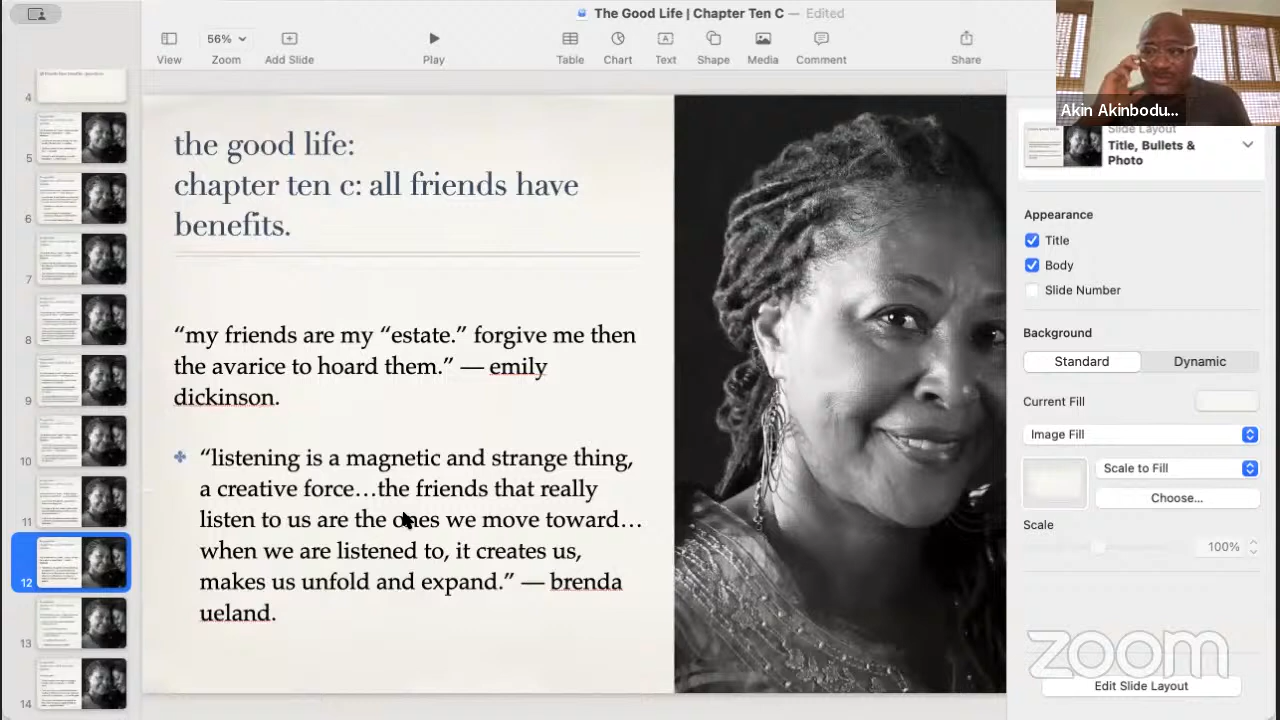 The Good Life | Chapter Ten C — Edited
56%
View
Zoom
Add Slide
Play
Table
Chart
Text
Shape
Media
Comment
Share
Akin Akinbodu...
4
5
6
7
8
9
10
11
12
13
14
the good life:
chapter ten c: all friends have
benefits.
“my friends are my “estate.” forgive me then
the avarice to hoard them.” — emily
dickinson.
“listening is a magnetic and strange thing,
a creative force…the friends that really
listen to us are the ones we move toward…
when we are listened to, it creates us,
makes us unfold and expand.” — brenda
ueland.
Slide Layout
Title, Bullets &
Photo
Appearance
Title
Body
Slide Number
Background
Standard
Dynamic
Current Fill
Image Fill
Scale to Fill
Choose...
Scale
100%
zoom
Edit Slide Layout